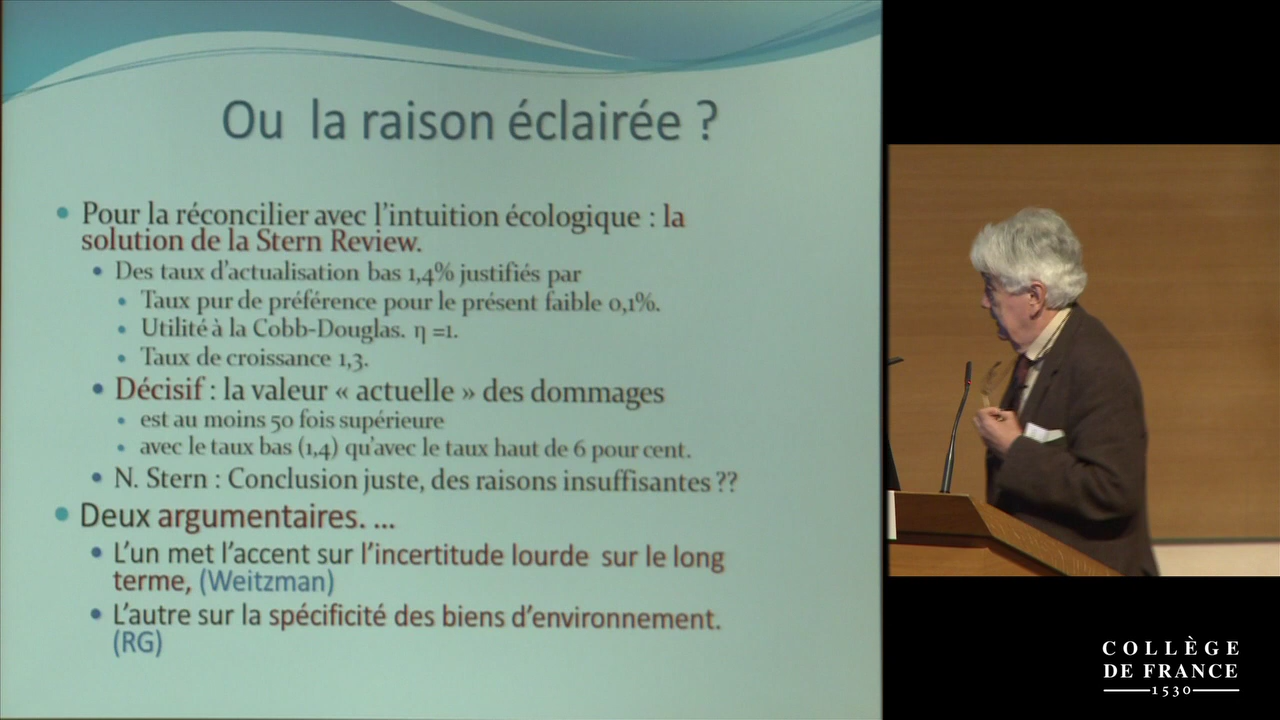 Ou la raison éclairée ?
Pour la réconcilier avec l'intuition écologique : la
solution de la Stern Review.
Des taux d'actualisation bas 1,4% justifiés par
Taux pur de préférence pour le présent faible 0,1%.
Utilité à la Cobb-Douglas. η =1.
Taux de croissance 1,3.
Décisif : la valeur « actuelle » des dommages
est au moins 50 fois supérieure
avec le taux bas (1,4) qu'avec le taux haut de 6 pour cent.
N. Stern : Conclusion juste, des raisons insuffisantes ??
Deux argumentaires. ...
L'un met l'accent sur l'incertitude lourde sur le long
terme, (Weitzman)
L'autre sur la spécificité des biens d'environnement.
(RG)
COLLÈGE
DE FRANCE
1530